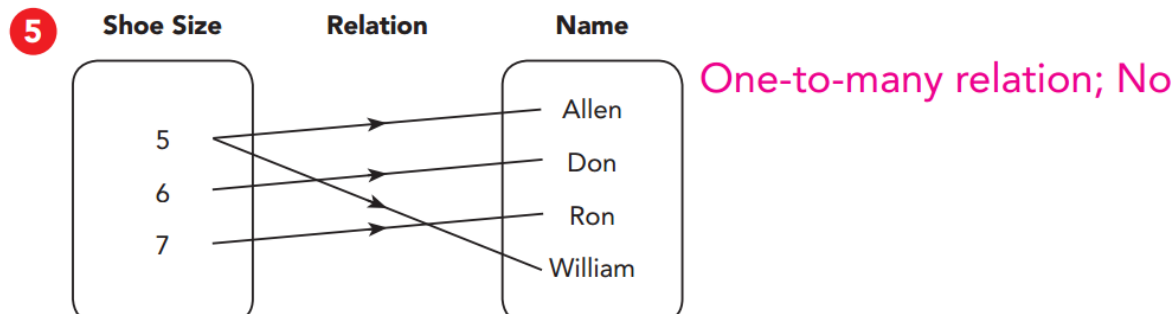 5 Shoe Size Relation Name
One-to-many relation; No
5 Allen
6 Don
7 Ron
William